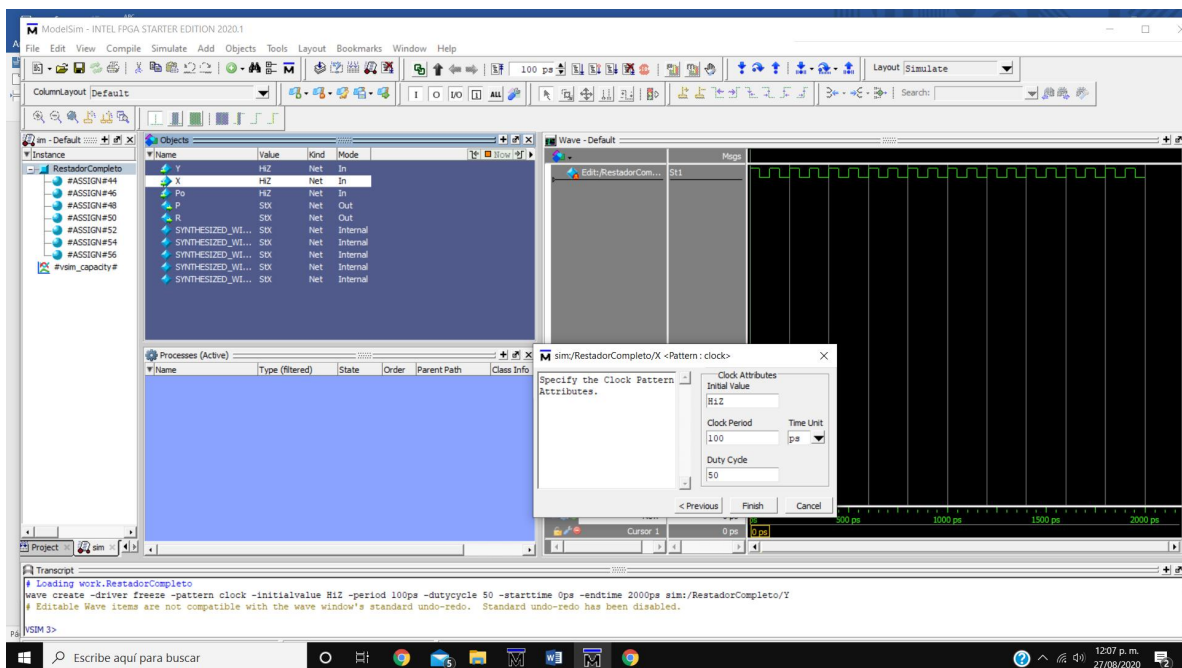 ModelSim - INTEL FPGA STARTER EDITION 2020.1
File Edit View Compile Simulate Add Objects Tools Layout Bookmarks Window Help
100 ps
Layout Simulate
ColumnLayout Default
I O I/O ALL
Search:
sim - Default
Instance
RestadorCompleto
#ASSIGN#44
#ASSIGN#46
#ASSIGN#48
#ASSIGN#50
#ASSIGN#52
#ASSIGN#54
#ASSIGN#56
#vsim_capacity#
Project sim
Objects
Name Value Kind Mode Now
Y HiZ Net In
X HiZ Net In
Po HiZ Net In
P StX Net Out
R StX Net Out
SYNTHESIZED_WI... StX Net Internal
SYNTHESIZED_WI... StX Net Internal
SYNTHESIZED_WI... StX Net Internal
SYNTHESIZED_WI... StX Net Internal
Processes (Active)
Name Type (filtered) State Order Parent Path Class Info
Wave - Default
Msgs
Edit:/RestadorCom... St1
sim:/RestadorCompleto/X <Pattern : clock>
Specify the Clock Pattern
Attributes.
Clock Attributes
Initial Value
HiZ
Clock Period Time Unit
100 ps
Duty Cycle
50
< Previous Finish Cancel
500 ps 1000 ps 1500 ps 2000 ps
Cursor 1 0 ps 0 ps
Transcript
# Loading work.RestadorCompleto
wave create -driver freeze -pattern clock -initialvalue HiZ -period 100ps -dutycycle 50 -starttime 0ps -endtime 2000ps sim:/RestadorCompleto/Y
# Editable Wave items are not compatible with the wave window's standard undo-redo. Standard undo-redo has been disabled.
VSIM 3>
Escribe aquí para buscar
12:07 p. m.
27/08/2020